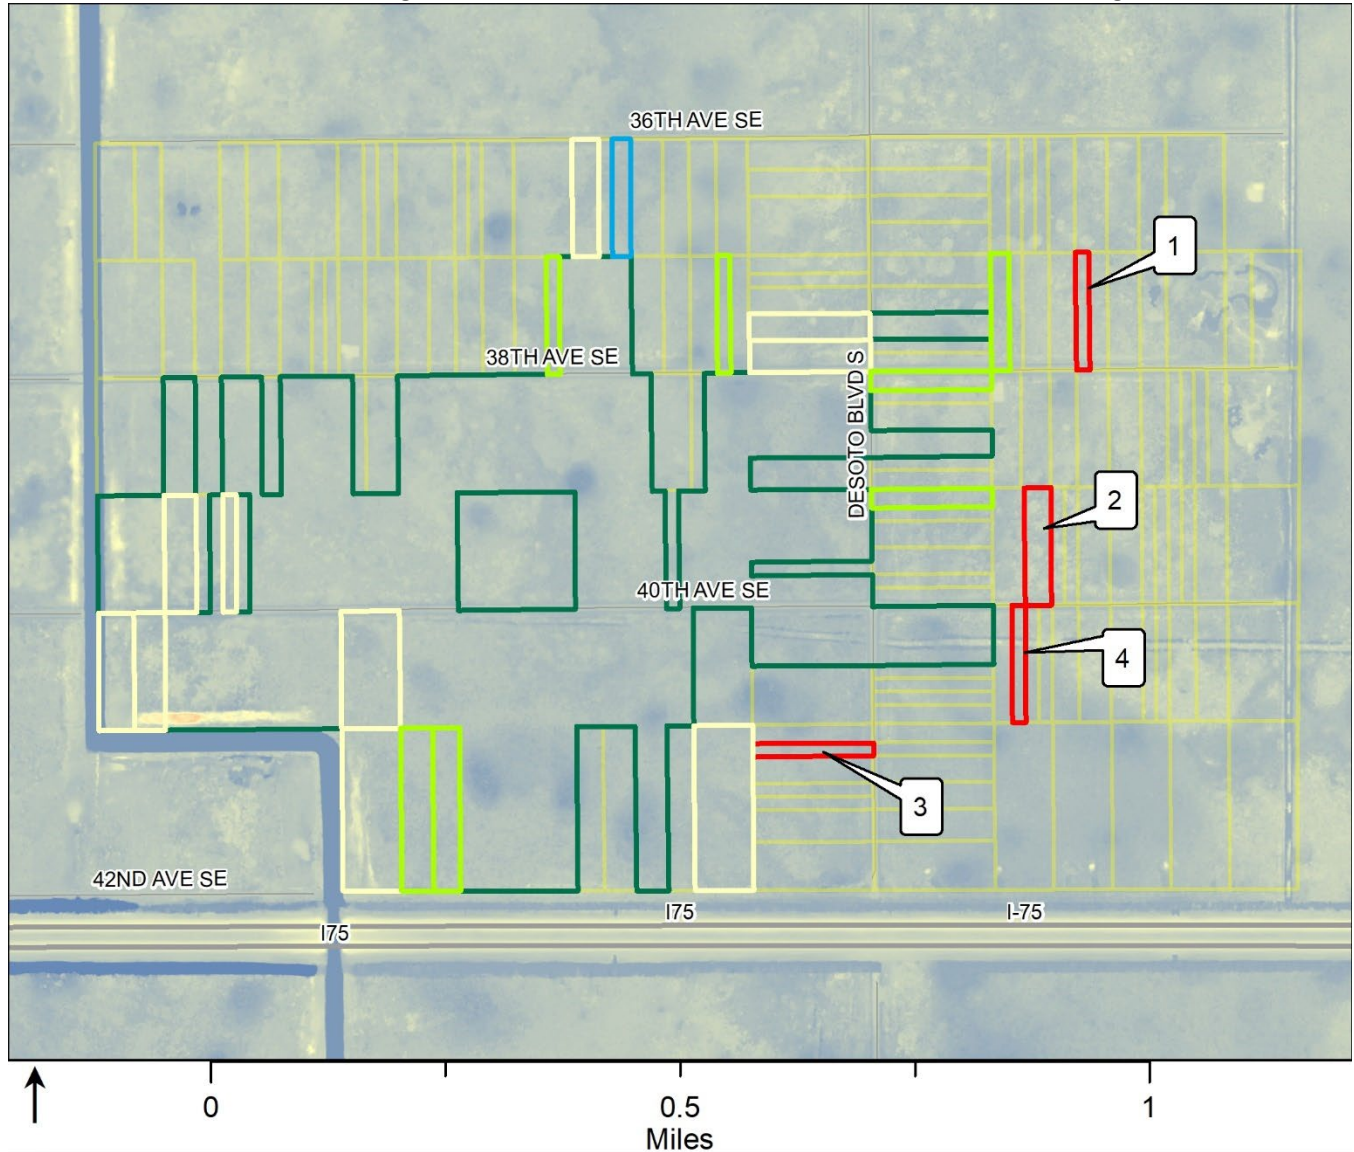 36TH AVE SE
1
38TH AVE SE
DESOTO BLVD S
2
40TH AVE SE
4
3
42ND AVE SE
I75
I-75
I75
0
0.5
1
Miles